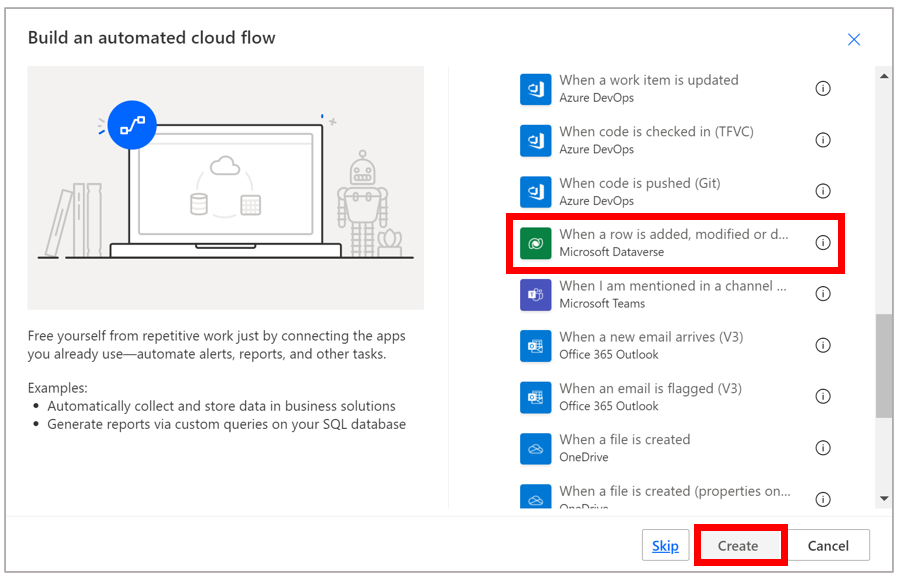 Build an automated cloud flow
Free yourself from repetitive work just by connecting the apps
you already use—automate alerts, reports, and other tasks.
Examples:
• Automatically collect and store data in business solutions
• Generate reports via custom queries on your SQL database
When a work item is updated
Azure DevOps
When code is checked in (TFVC)
Azure DevOps
When code is pushed (Git)
Azure DevOps
When a row is added, modified or d...
Microsoft Dataverse
When I am mentioned in a channel ...
Microsoft Teams
When a new email arrives (V3)
Office 365 Outlook
When an email is flagged (V3)
Office 365 Outlook
When a file is created
OneDrive
When a file is created (properties on...
OneDrive
Skip
Create
Cancel